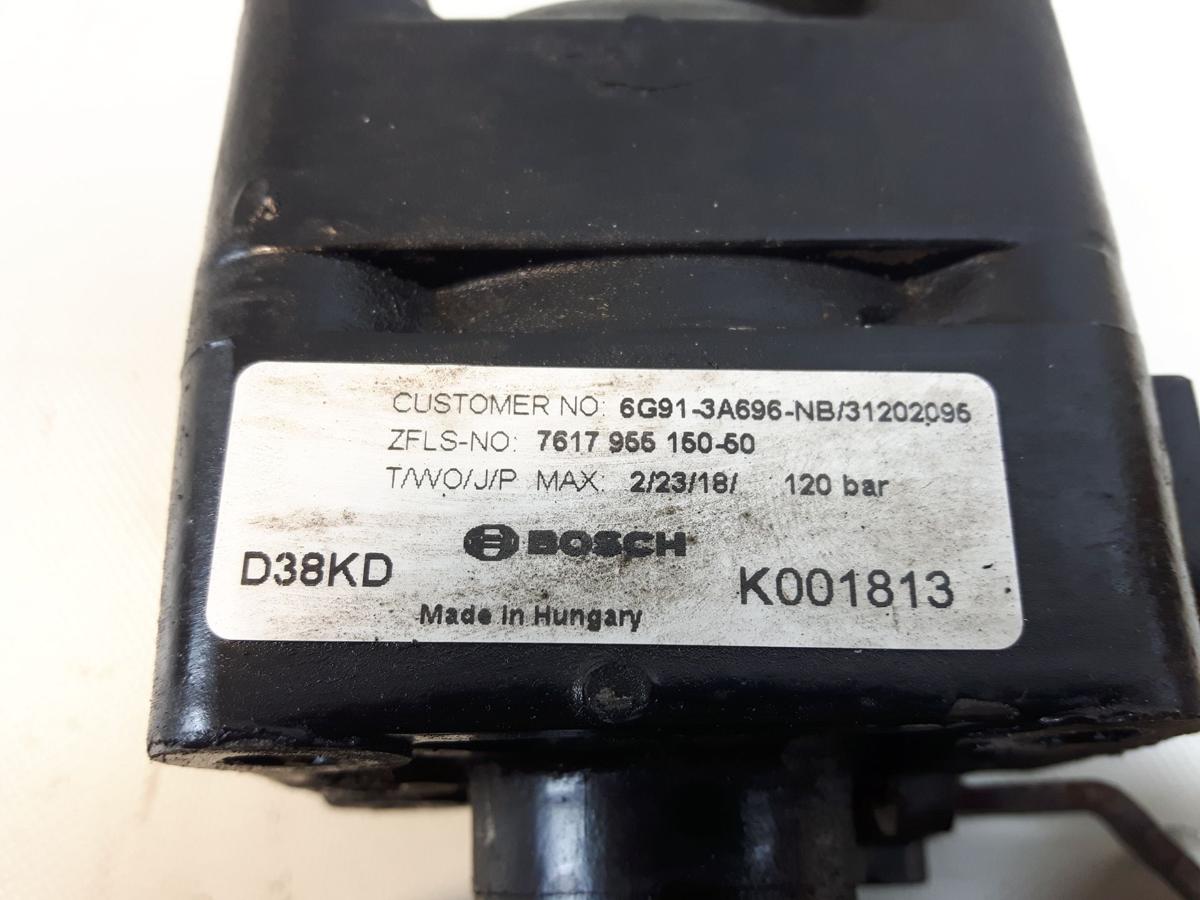 CUSTOMER NO: 6G91-3A696-NB/31202095
ZFLS-NO: 7617 955 150-50
T/WO/J/P MAX: 2/23/18/ 120 bar
BOSCH
D38KD K001813
Made in Hungary